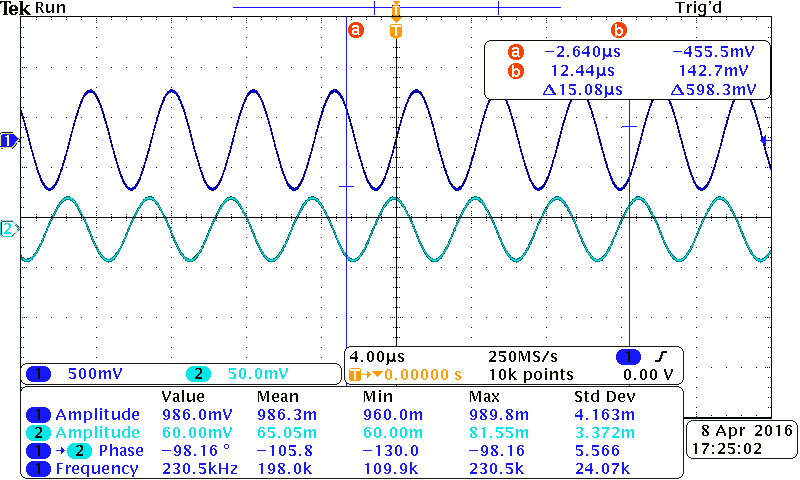 Tek Run Trig'd
T
a T b
a −2.640µs −455.5mV
b 12.44µs 142.7mV
Δ15.08µs Δ598.3mV
1
2
1 500mV 2 50.0mV
4.00µs 250MS/s 1
T→▼0.00000 s 10k points 0.00 V
Value Mean Min Max Std Dev
1 Amplitude 986.0mV 986.3m 960.0m 989.8m 4.163m
2 Amplitude 60.00mV 65.05m 60.00m 81.55m 3.372m
1 → 2 Phase −98.16 ° −105.8 −130.0 −98.16 5.566
1 Frequency 230.5kHz 198.0k 109.9k 230.5k 24.07k
8 Apr 2016
17:25:02